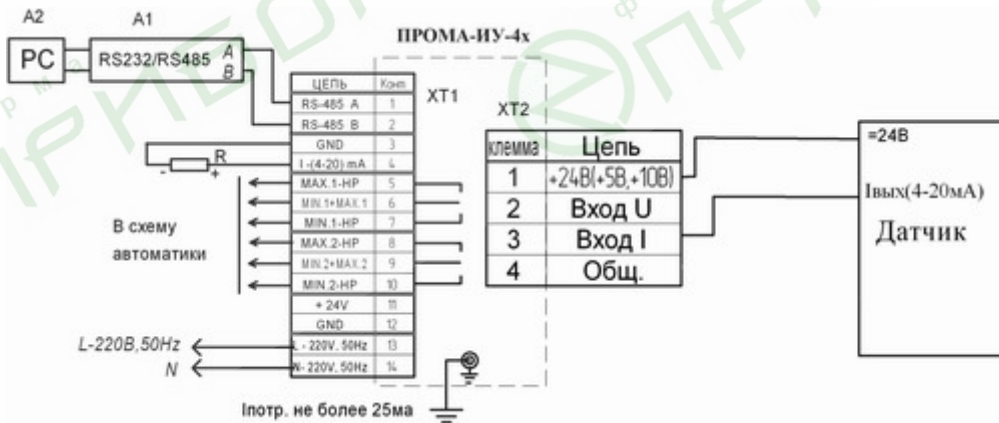 A2
A1
PC
RS232/RS485 A
B
ПРОМА-ИУ-4х
XT1
ЦЕПЬ Конт.
RS-485 A 1
RS-485 B 2
GND 3
I -(4-20) mA 4
MAX.1-HP 5
MIN.1+MAX.1 6
MIN.1-HP 7
MAX.2-HP 8
MIN.2+MAX.2 9
MIN.2-HP 10
+ 24V 11
GND 12
L - 220V, 50Hz 13
N- 220V, 50Hz 14
- R +
В схему
автоматики
L-220В,50Hz
N
Iпотр. не более 25ма
XT2
клемма Цепь
1 +24В(+5В,+10В)
2 Вход U
3 Вход I
4 Общ.
=24В
Iвых(4-20мА)
Датчик